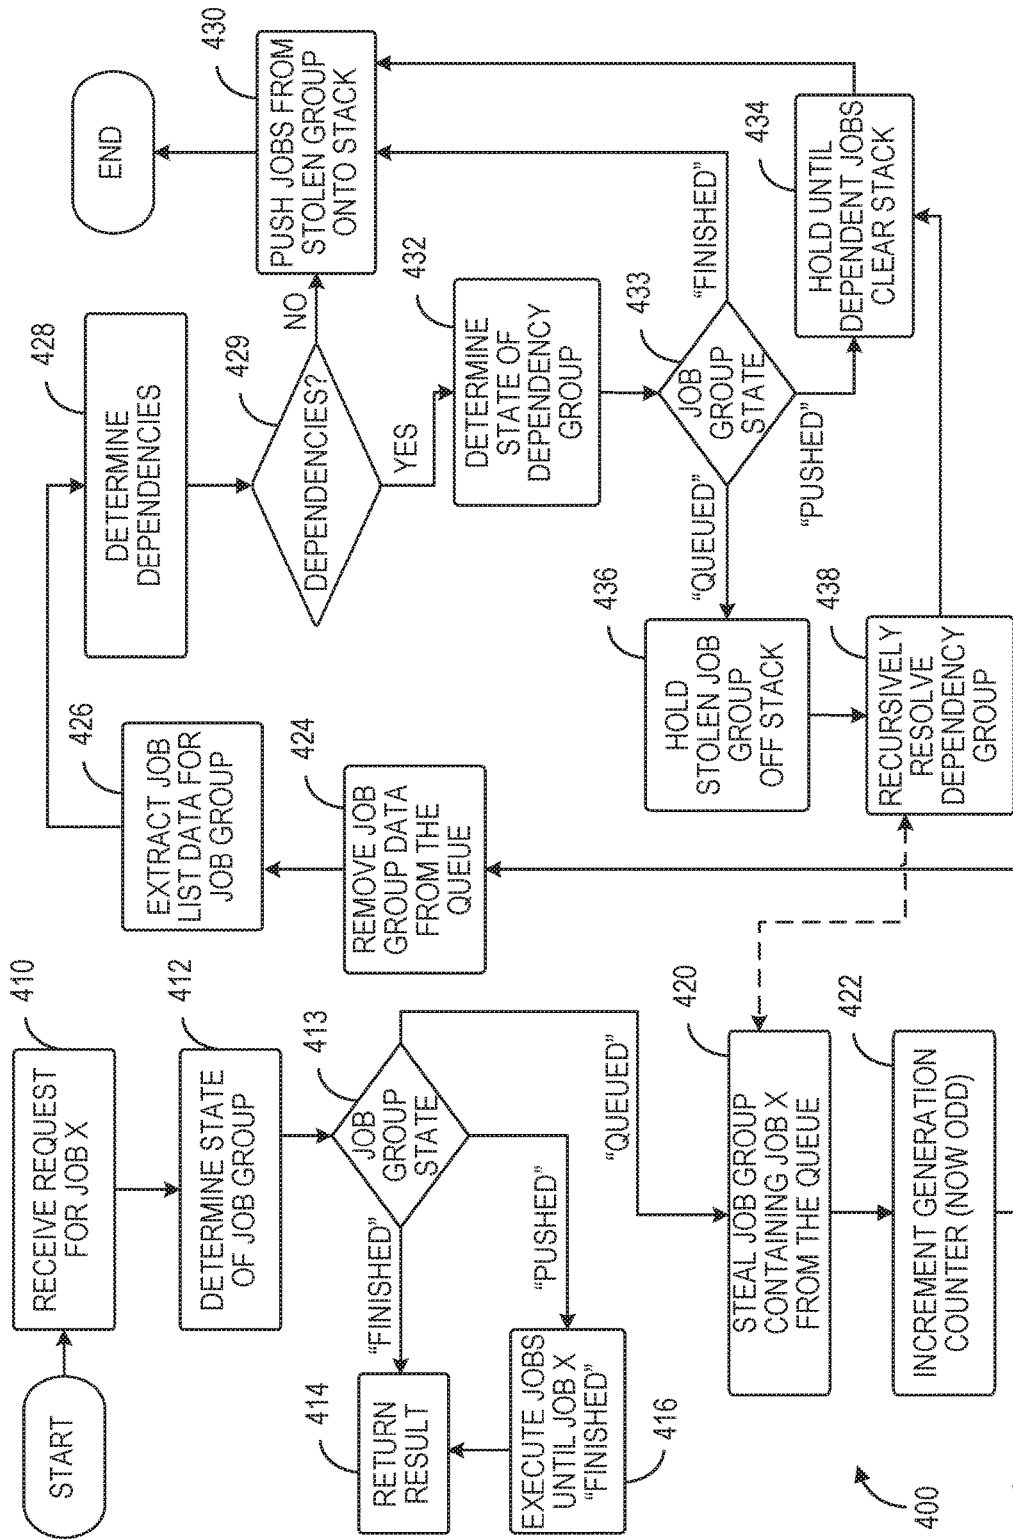 START
RECEIVE REQUEST
FOR JOB X
410
DETERMINE STATE
OF JOB GROUP
412
JOB
GROUP
STATE
413
"FINISHED"
"PUSHED"
"QUEUED"
RETURN
RESULT
414
EXECUTE JOBS
UNTIL JOB X
"FINISHED"
416
STEAL JOB GROUP
CONTAINING JOB X
FROM THE QUEUE
420
INCREMENT GENERATION
COUNTER (NOW ODD)
422
400
REMOVE JOB
GROUP DATA
FROM THE
QUEUE
424
EXTRACT JOB
LIST DATA FOR
JOB GROUP
426
DETERMINE
DEPENDENCIES
428
DEPENDENCIES?
429
NO
YES
PUSH JOBS FROM
STOLEN GROUP
ONTO STACK
430
END
DETERMINE
STATE OF
DEPENDENCY
GROUP
432
JOB
GROUP
STATE
433
"FINISHED"
"QUEUED"
"PUSHED"
HOLD UNTIL
DEPENDENT JOBS
CLEAR STACK
434
HOLD
STOLEN JOB
GROUP
OFF STACK
436
RECURSIVELY
RESOLVE
DEPENDENCY
GROUP
438